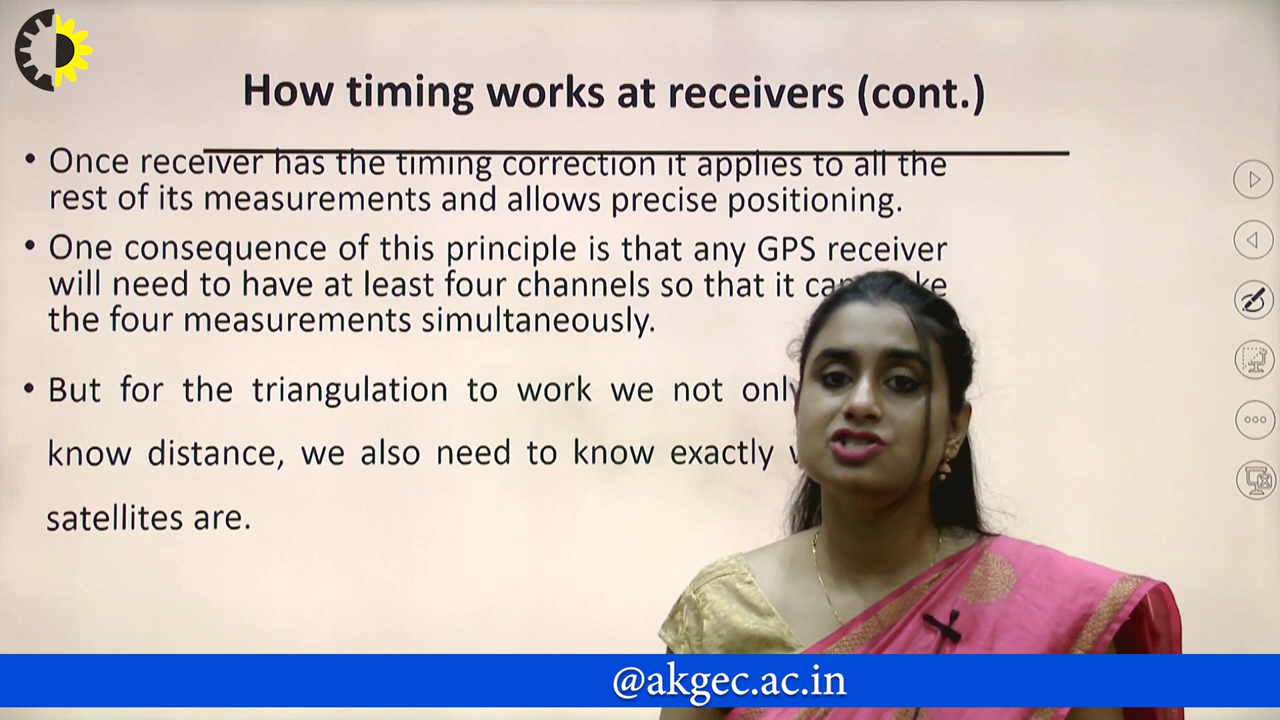 How timing works at receivers (cont.)
• Once receiver has the timing correction it applies to all the
rest of its measurements and allows precise positioning.
• One consequence of this principle is that any GPS receiver
will need to have at least four channels so that it can
the four measurements simultaneously.
• But for the triangulation to work we not only
know distance, we also need to know exactly
satellites are.
@akgec.ac.in